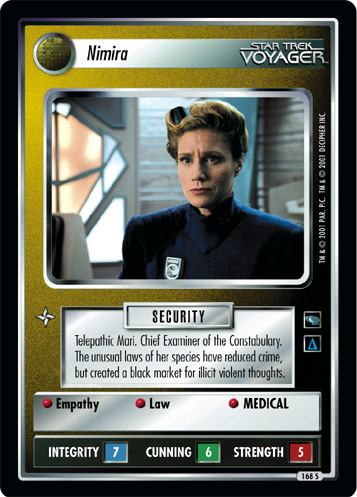 Nimira
STAR TREK
VOYAGER™
TM & © 2001 PAR. PIC. TM & © 2001 DECIPHER INC.
SECURITY
Telepathic Mari. Chief Examiner of the Constabulary.
The unusual laws of her species have reduced crime,
but created a black market for illicit violent thoughts.
Δ
Empathy Law MEDICAL
INTEGRITY 7 CUNNING 6 STRENGTH 5
168 S